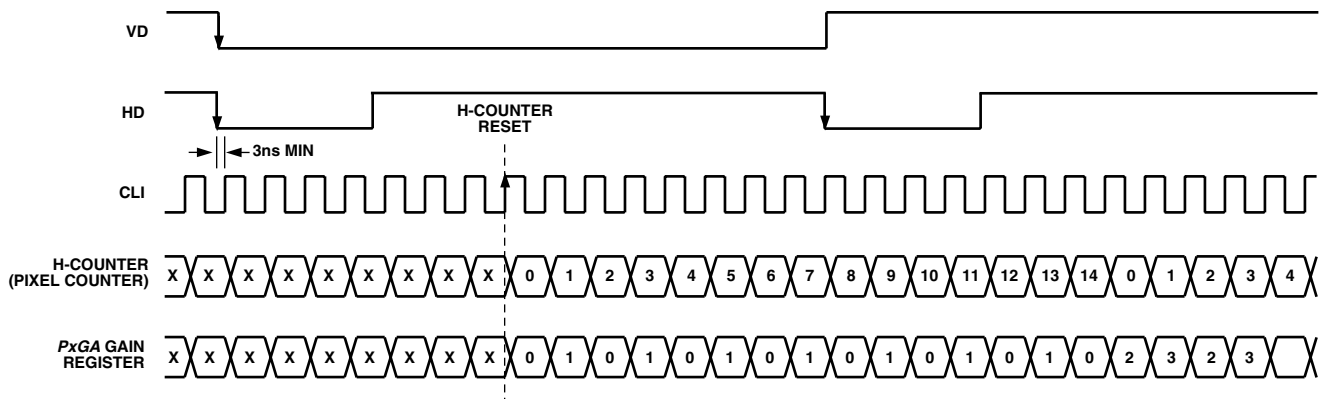 VD
HD
H-COUNTER
RESET
3ns MIN
CLI
H-COUNTER
(PIXEL COUNTER)
X X X X X X X X X 0 1 2 3 4 5 6 7 8 9 10 11 12 13 14 0 1 2 3 4
PxGA GAIN
REGISTER
X X X X X X X X X 0 1 0 1 0 1 0 1 0 1 0 1 0 1 0 2 3 2 3